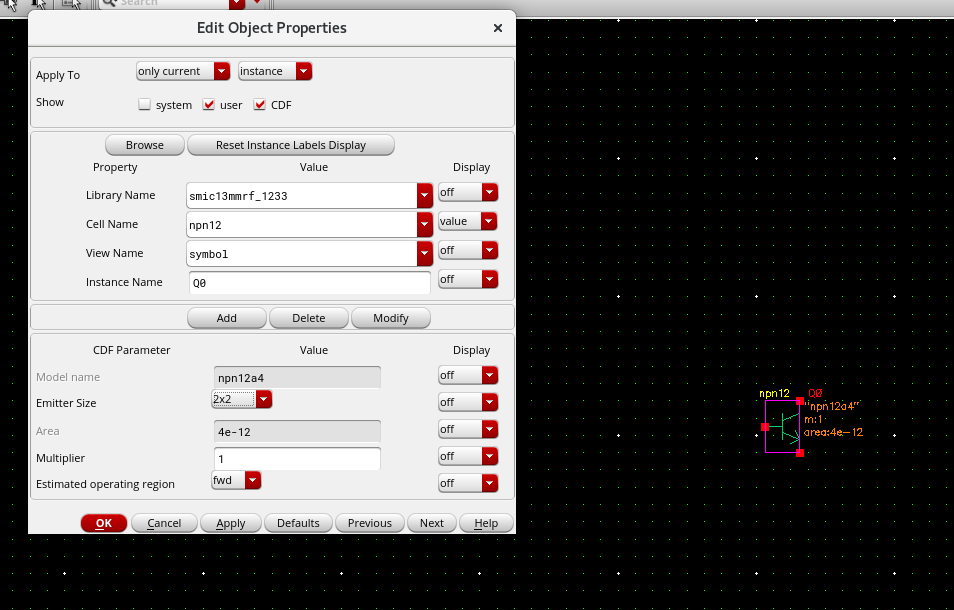 Search
Edit Object Properties
Apply To only current instance
Show system user CDF
Browse Reset Instance Labels Display
Property Value Display
Library Name smic13mmrf_1233 off
Cell Name npn12 value
View Name symbol off
Instance Name Q0 off
Add Delete Modify
CDF Parameter Value Display
Model name npn12a4 off
Emitter Size 2x2 off
Area 4e-12 off
Multiplier 1 off
Estimated operating region fwd off
OK Cancel Apply Defaults Previous Next Help
npn12 Q0
"npn12a4"
m:1
area:4e-12